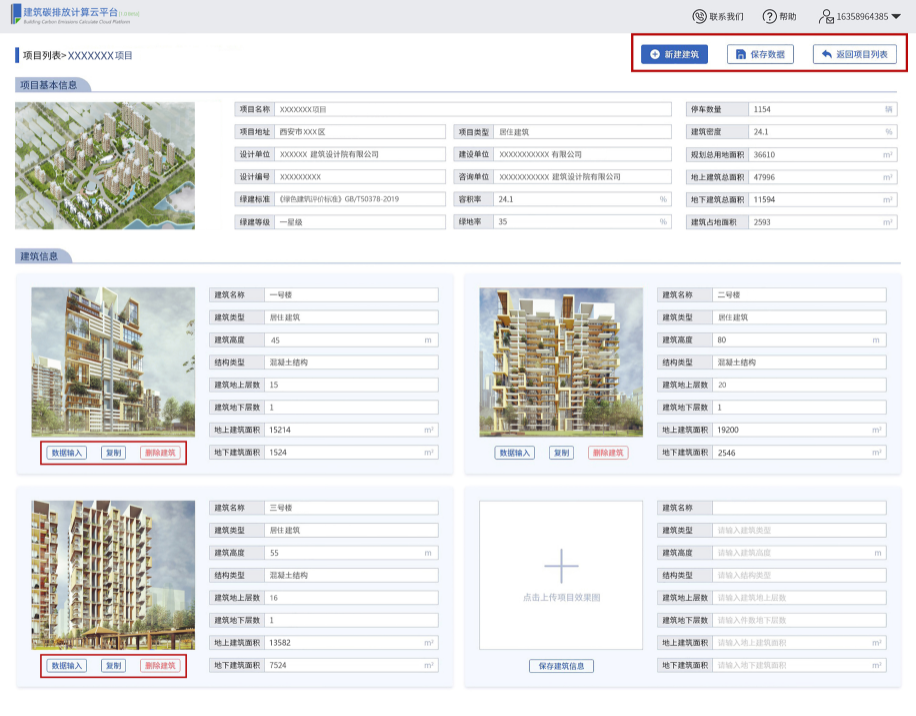 建筑碳排放计算云平台
Building Carbon Emissions Calculate Cloud Platform
联系我们 帮助 16358964385
项目列表>XXXXXXX项目
新建建筑 保存数据 返回项目列表
项目基本信息
项目名称 XXXXXXX项目 停车数量 1154 辆
项目地址 西安市XXX区 项目类型 居住建筑 建筑密度 24.1 %
设计单位 XXXXXX 建筑设计院有限公司 建设单位 XXXXXXXXXXX 有限公司 规划总用地面积 36610 m²
设计编号 XXXXXXXXX 咨询单位 XXXXXXXXXXX 建筑设计院有限公司 地上建筑总面积 47996 m²
绿建标准 《绿色建筑评价标准》GB/T50378-2019 容积率 24.1 % 地下建筑总面积 11594 m²
绿建等级 一星级 绿地率 35 % 建筑占地面积 2593 m²
建筑信息
建筑名称 一号楼
建筑类型 居住建筑
建筑高度 45 m
结构类型 混凝土结构
建筑地上层数 15
建筑地下层数 1
地上建筑面积 15214 m²
地下建筑面积 1524 m²
数据输入 复制 删除建筑
建筑名称 二号楼
建筑类型 居住建筑
建筑高度 80 m
结构类型 混凝土结构
建筑地上层数 20
建筑地下层数 1
地上建筑面积 19200 m²
地下建筑面积 2546 m²
数据输入 复制 删除建筑
建筑名称 三号楼
建筑类型 居住建筑
建筑高度 55 m
结构类型 混凝土结构
建筑地上层数 16
建筑地下层数 1
地上建筑面积 13582 m²
地下建筑面积 7524 m²
数据输入 复制 删除建筑
点击上传项目效果图
保存建筑信息
建筑名称
建筑类型 请输入建筑类型
建筑高度 请输入建筑高度 m
结构类型 请输入结构类型
建筑地上层数 请输入建筑地上层数
建筑地下层数 请输入件数地下层数
地上建筑面积 请输入地上建筑面积 m²
地下建筑面积 请输入地下建筑面积 m²